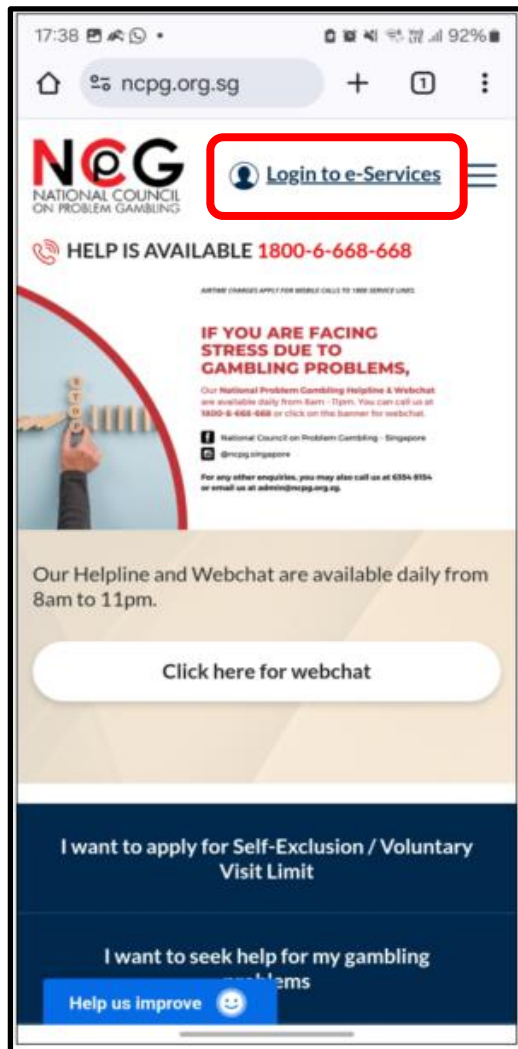 17:38
92%
ncpg.org.sg
1
NCPG
NATIONAL COUNCIL
ON PROBLEM GAMBLING
Login to e-Services
HELP IS AVAILABLE 1800-6-668-668
AIRTIME CHARGES APPLY FOR MOBILE CALLS TO 1800 SERVICE LINES.
IF YOU ARE FACING
STRESS DUE TO
GAMBLING PROBLEMS,
Our National Problem Gambling Helpline & Webchat
are available daily from 8am - 11pm. You can call us at
1800-6-668-668 or click on the banner for webchat.
National Council on Problem Gambling - Singapore
@ncpg.singapore
For any other enquiries, you may also call us at 6354 8154
or email us at admin@ncpg.org.sg.
STOP
Our Helpline and Webchat are available daily from
8am to 11pm.
Click here for webchat
I want to apply for Self-Exclusion / Voluntary
Visit Limit
I want to seek help for my gambling
problems
Help us improve